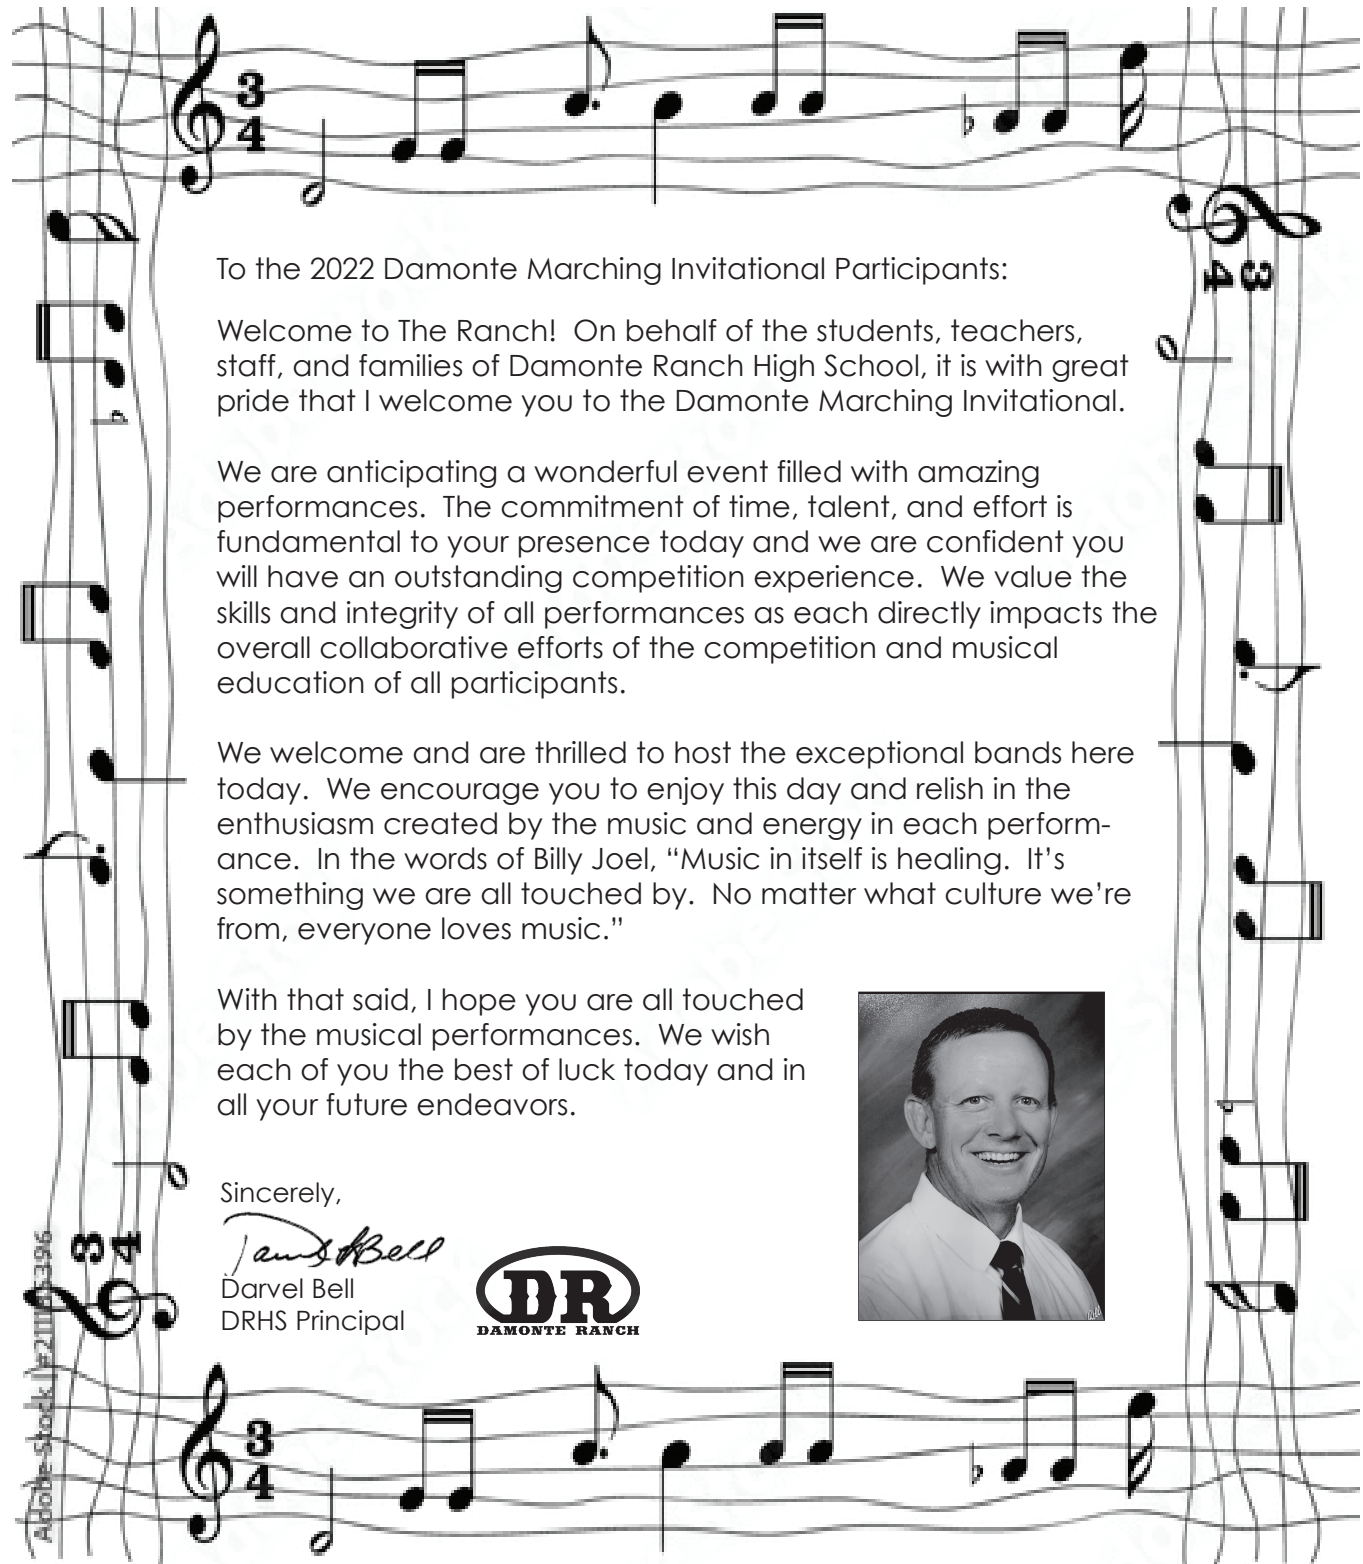 3
4
To the 2022 Damonte Marching Invitational Participants:
Welcome to The Ranch!  On behalf of the students, teachers,
staff, and families of Damonte Ranch High School, it is with great
pride that I welcome you to the Damonte Marching Invitational.
We are anticipating a wonderful event filled with amazing
performances.  The commitment of time, talent, and effort is
fundamental to your presence today and we are confident you
will have an outstanding competition experience.  We value the
skills and integrity of all performances as each directly impacts the
overall collaborative efforts of the competition and musical
education of all participants.
We welcome and are thrilled to host the exceptional bands here
today.  We encourage you to enjoy this day and relish in the
enthusiasm created by the music and energy in each perform-
ance.  In the words of Billy Joel, “Music in itself is healing.  It’s
something we are all touched by.  No matter what culture we’re
from, everyone loves music.”
With that said, I hope you are all touched
by the musical performances.  We wish
each of you the best of luck today and in
all your future endeavors.
Sincerely,
Darvel Bell
DRHS Principal
DR
DAMONTE RANCH
3
4
3
4
3
4
Adobe Stock